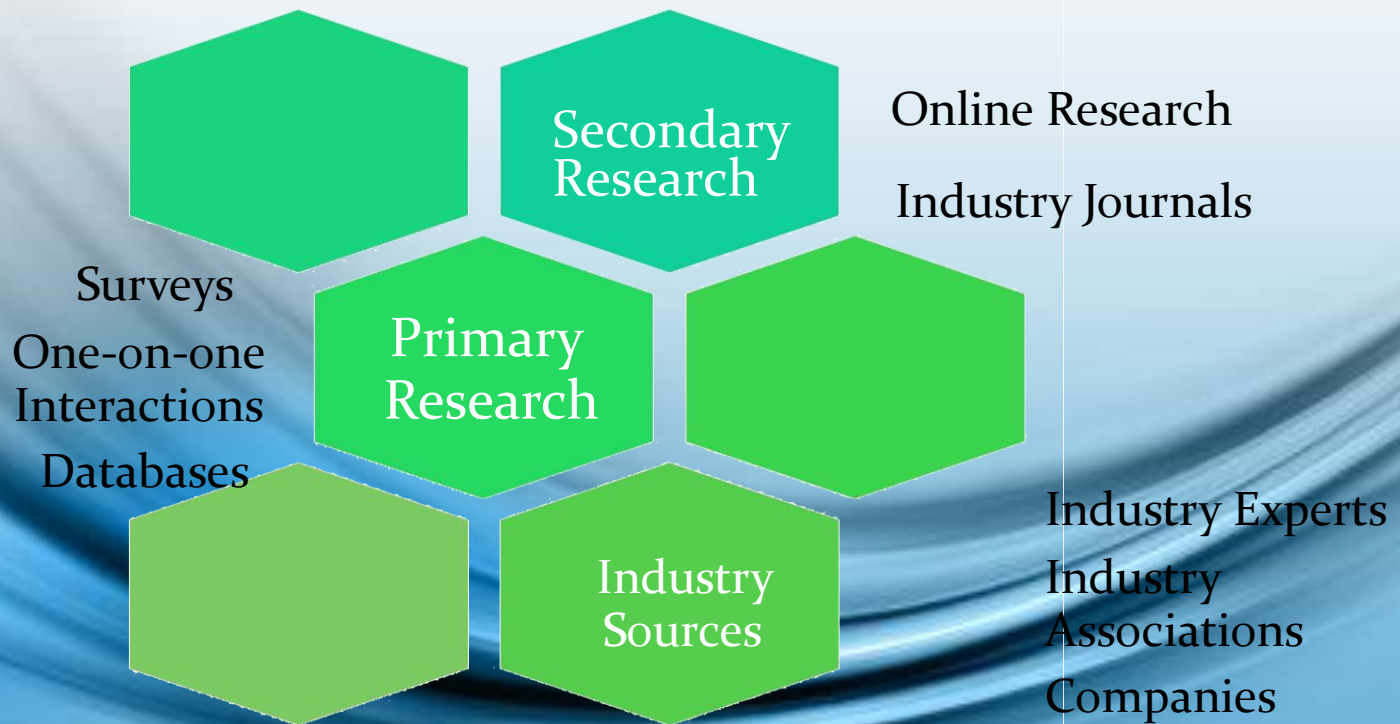 Secondary
Research
Online Research
Industry Journals
Surveys
One-on-one
Interactions
Databases
Primary
Research
Industry
Sources
Industry Experts
Industry
Associations
Companies